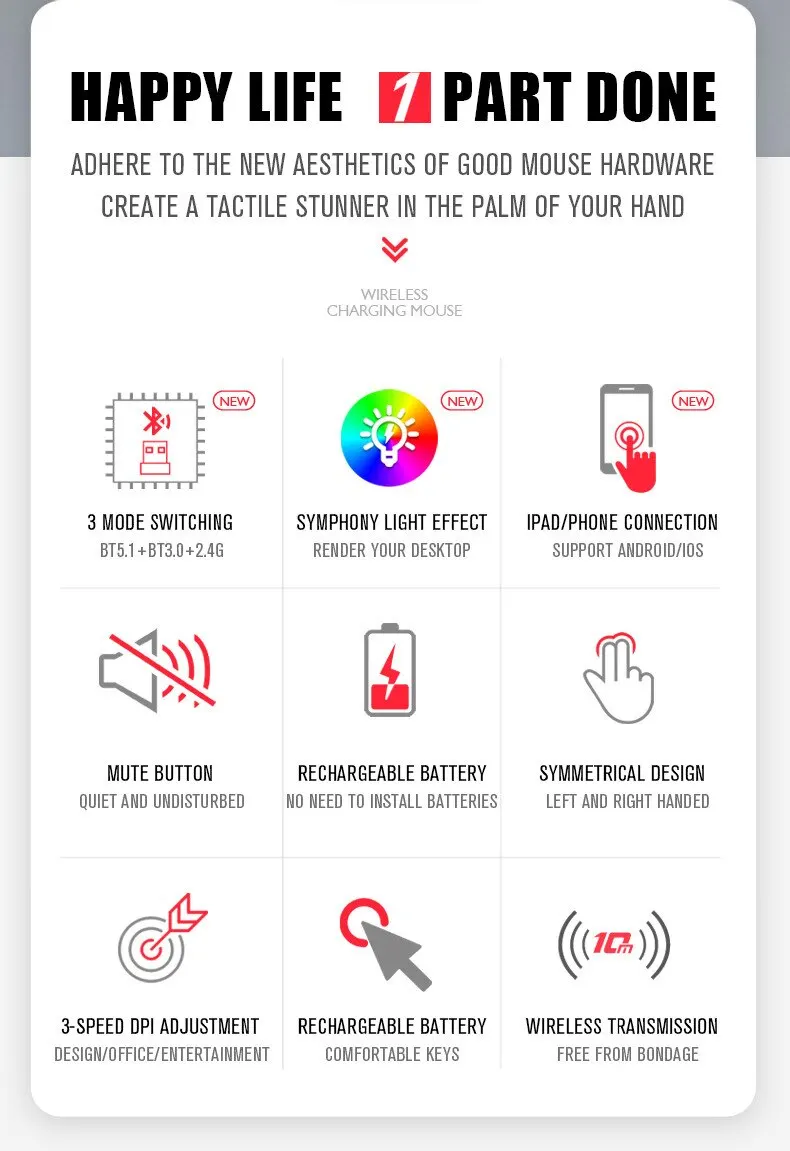 HAPPY LIFE 1 PART DONE
ADHERE TO THE NEW AESTHETICS OF GOOD MOUSE HARDWARE
CREATE A TACTILE STUNNER IN THE PALM OF YOUR HAND
WIRELESS
CHARGING MOUSE
NEW
3 MODE SWITCHING
BT5.1+BT3.0+2.4G
NEW
SYMPHONY LIGHT EFFECT
RENDER YOUR DESKTOP
NEW
IPAD/PHONE CONNECTION
SUPPORT ANDROID/IOS
MUTE BUTTON
QUIET AND UNDISTURBED
RECHARGEABLE BATTERY
NO NEED TO INSTALL BATTERIES
SYMMETRICAL DESIGN
LEFT AND RIGHT HANDED
3-SPEED DPI ADJUSTMENT
DESIGN/OFFICE/ENTERTAINMENT
RECHARGEABLE BATTERY
COMFORTABLE KEYS
10m
WIRELESS TRANSMISSION
FREE FROM BONDAGE